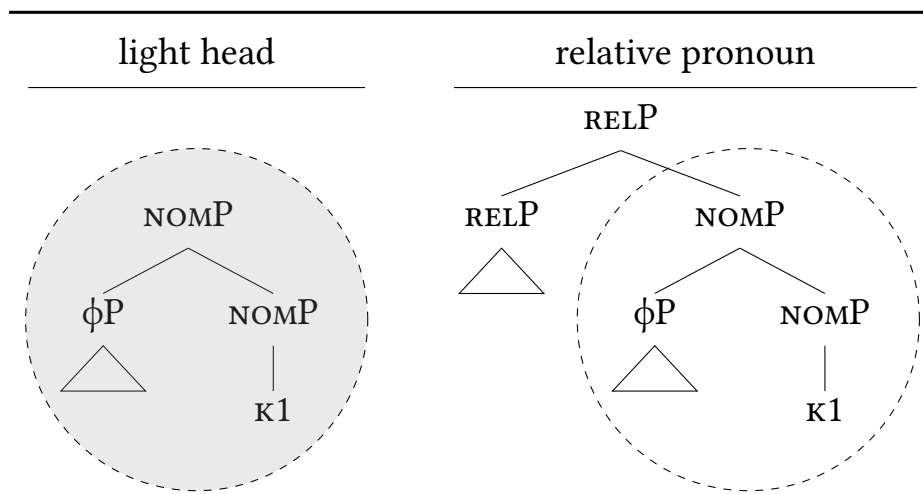 light head relative pronoun
RELP
NOMP RELP NOMP
ϕP NOMP ϕP NOMP
K1 K1